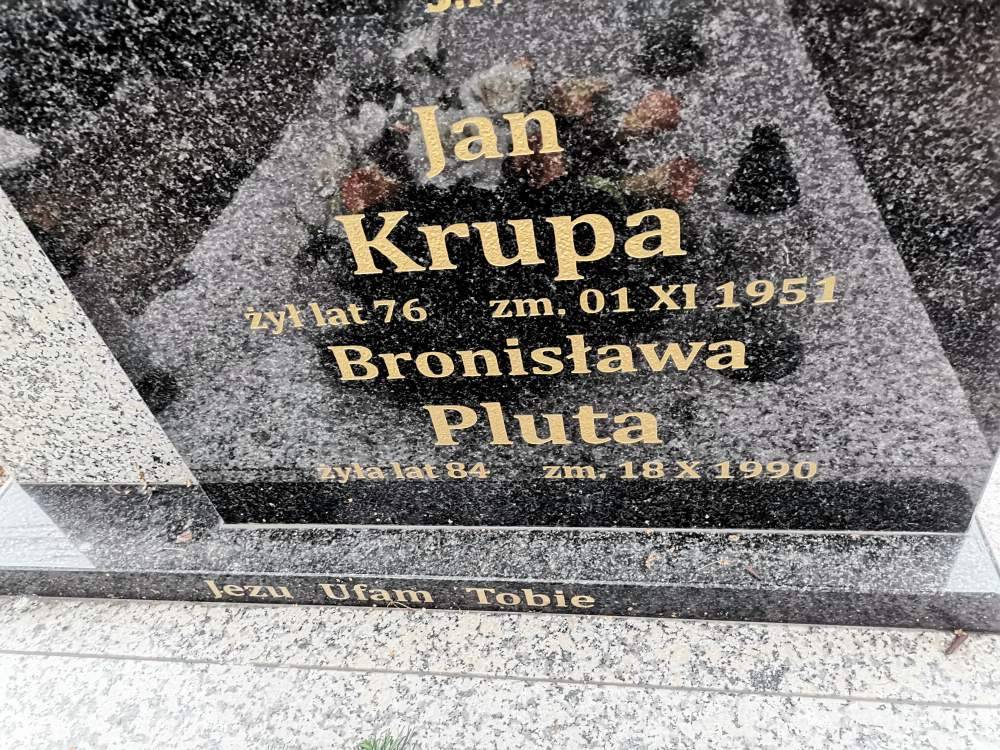 Jan
Krupa
żył lat 76 zm. 01 XI 1951
Bronisława
Pluta
żyła lat 84 zm. 18 X 1990
Jezu Ufam Tobie